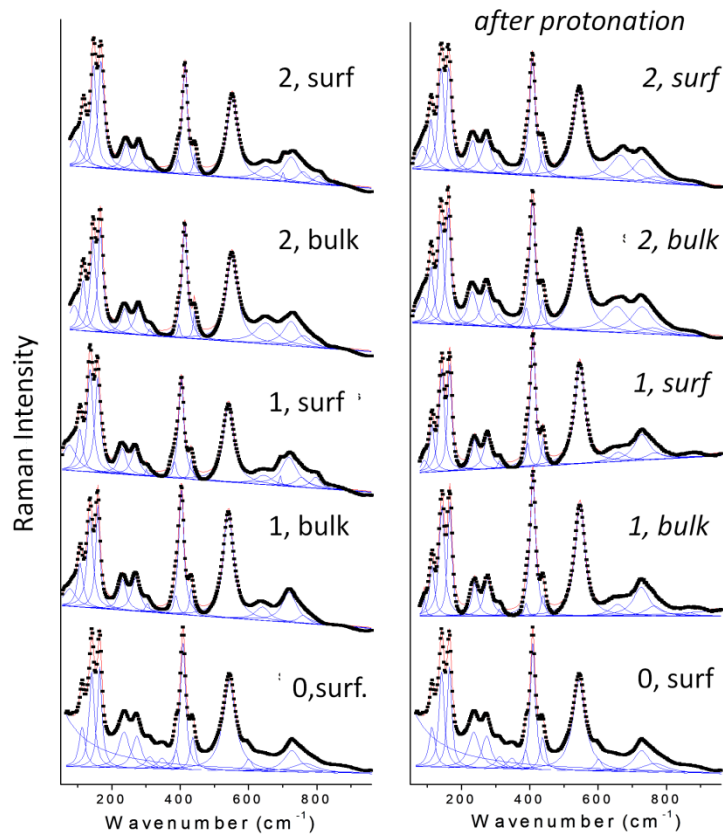 after protonation
2, surf
2, surf
2, bulk
2, bulk
1, surf
1, surf
1, bulk
1, bulk
0,surf.
0, surf
Raman Intensity
200 400 600 800
200 400 600 800
Wavenumber (cm⁻¹)
Wavenumber (cm⁻¹)